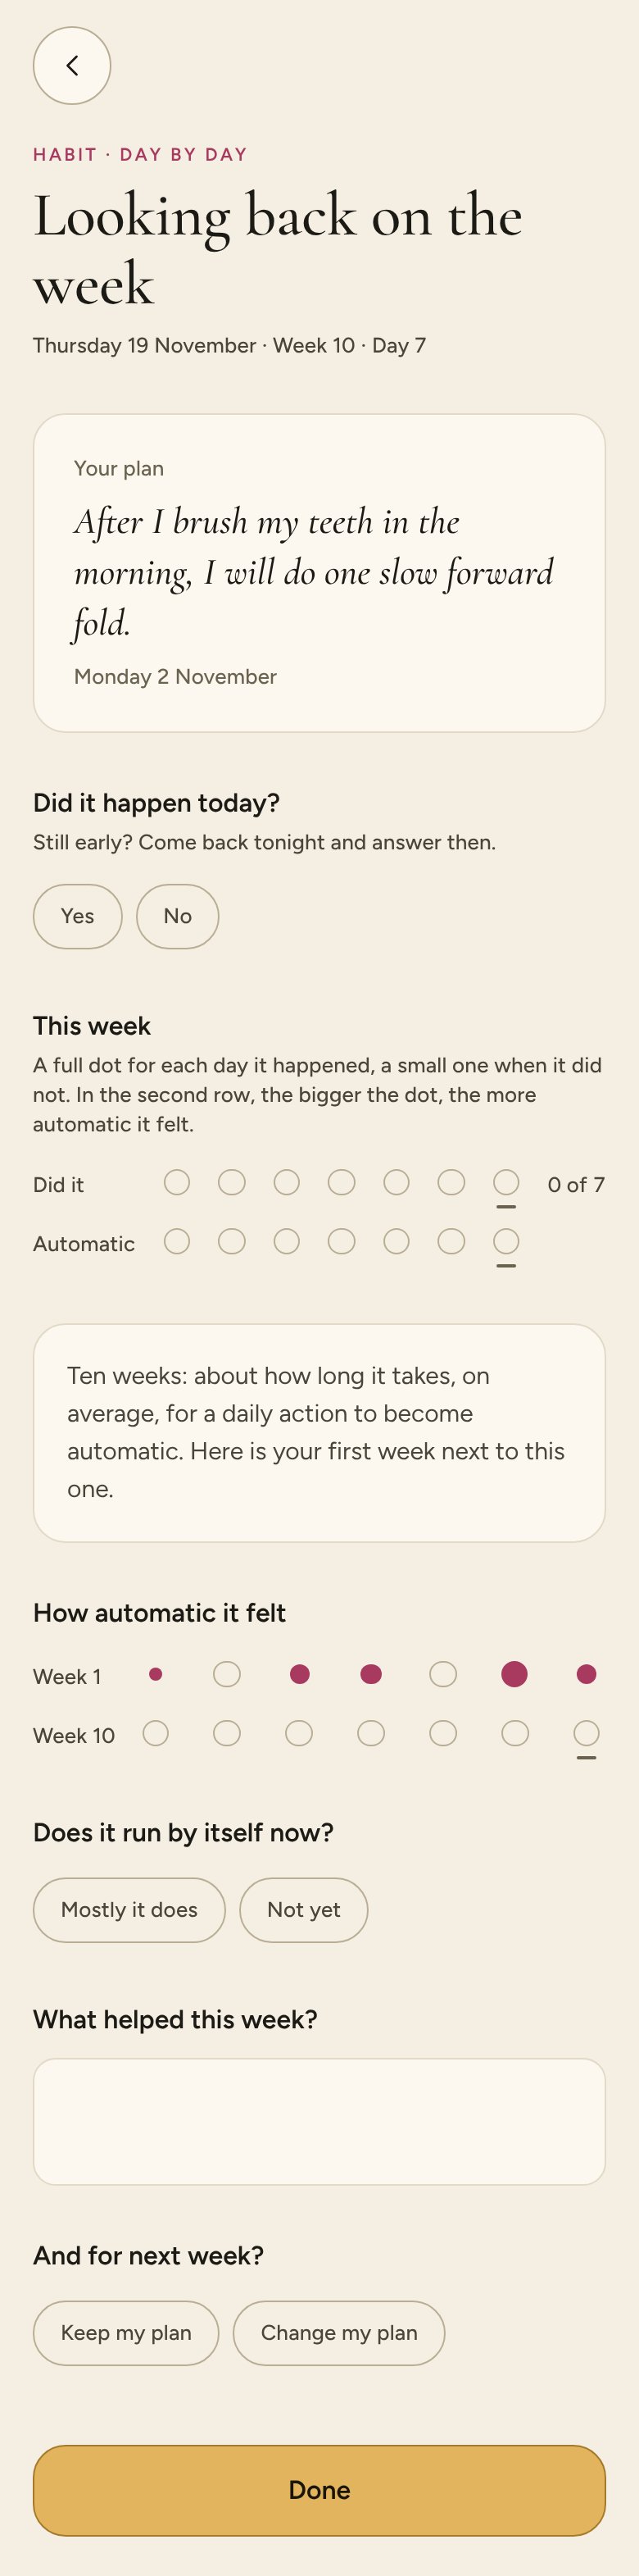 HABIT · DAY BY DAY
Looking back on the
week
Thursday 19 November · Week 10 · Day 7
Your plan
After I brush my teeth in the
morning, I will do one slow forward
fold.
Monday 2 November
Did it happen today?
Still early? Come back tonight and answer then.
Yes
No
This week
A full dot for each day it happened, a small one when it did
not. In the second row, the bigger the dot, the more
automatic it felt.
Did it
0 of 7
Automatic
Ten weeks: about how long it takes, on
average, for a daily action to become
automatic. Here is your first week next to this
one.
How automatic it felt
Week 1
Week 10
Does it run by itself now?
Mostly it does
Not yet
What helped this week?
And for next week?
Keep my plan
Change my plan
Done